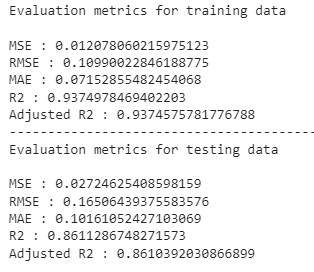 Evaluation metrics for training data
MSE : 0.012078060215975123
RMSE : 0.10990022846188775
MAE : 0.07152855482454068
R2 : 0.9374978469402203
Adjusted R2 : 0.9374575781776788
----------------------------------------
Evaluation metrics for testing data
MSE : 0.02724625408598159
RMSE : 0.16506439375583576
MAE : 0.10161052427103069
R2 : 0.8611286748271573
Adjusted R2 : 0.8610392030866899